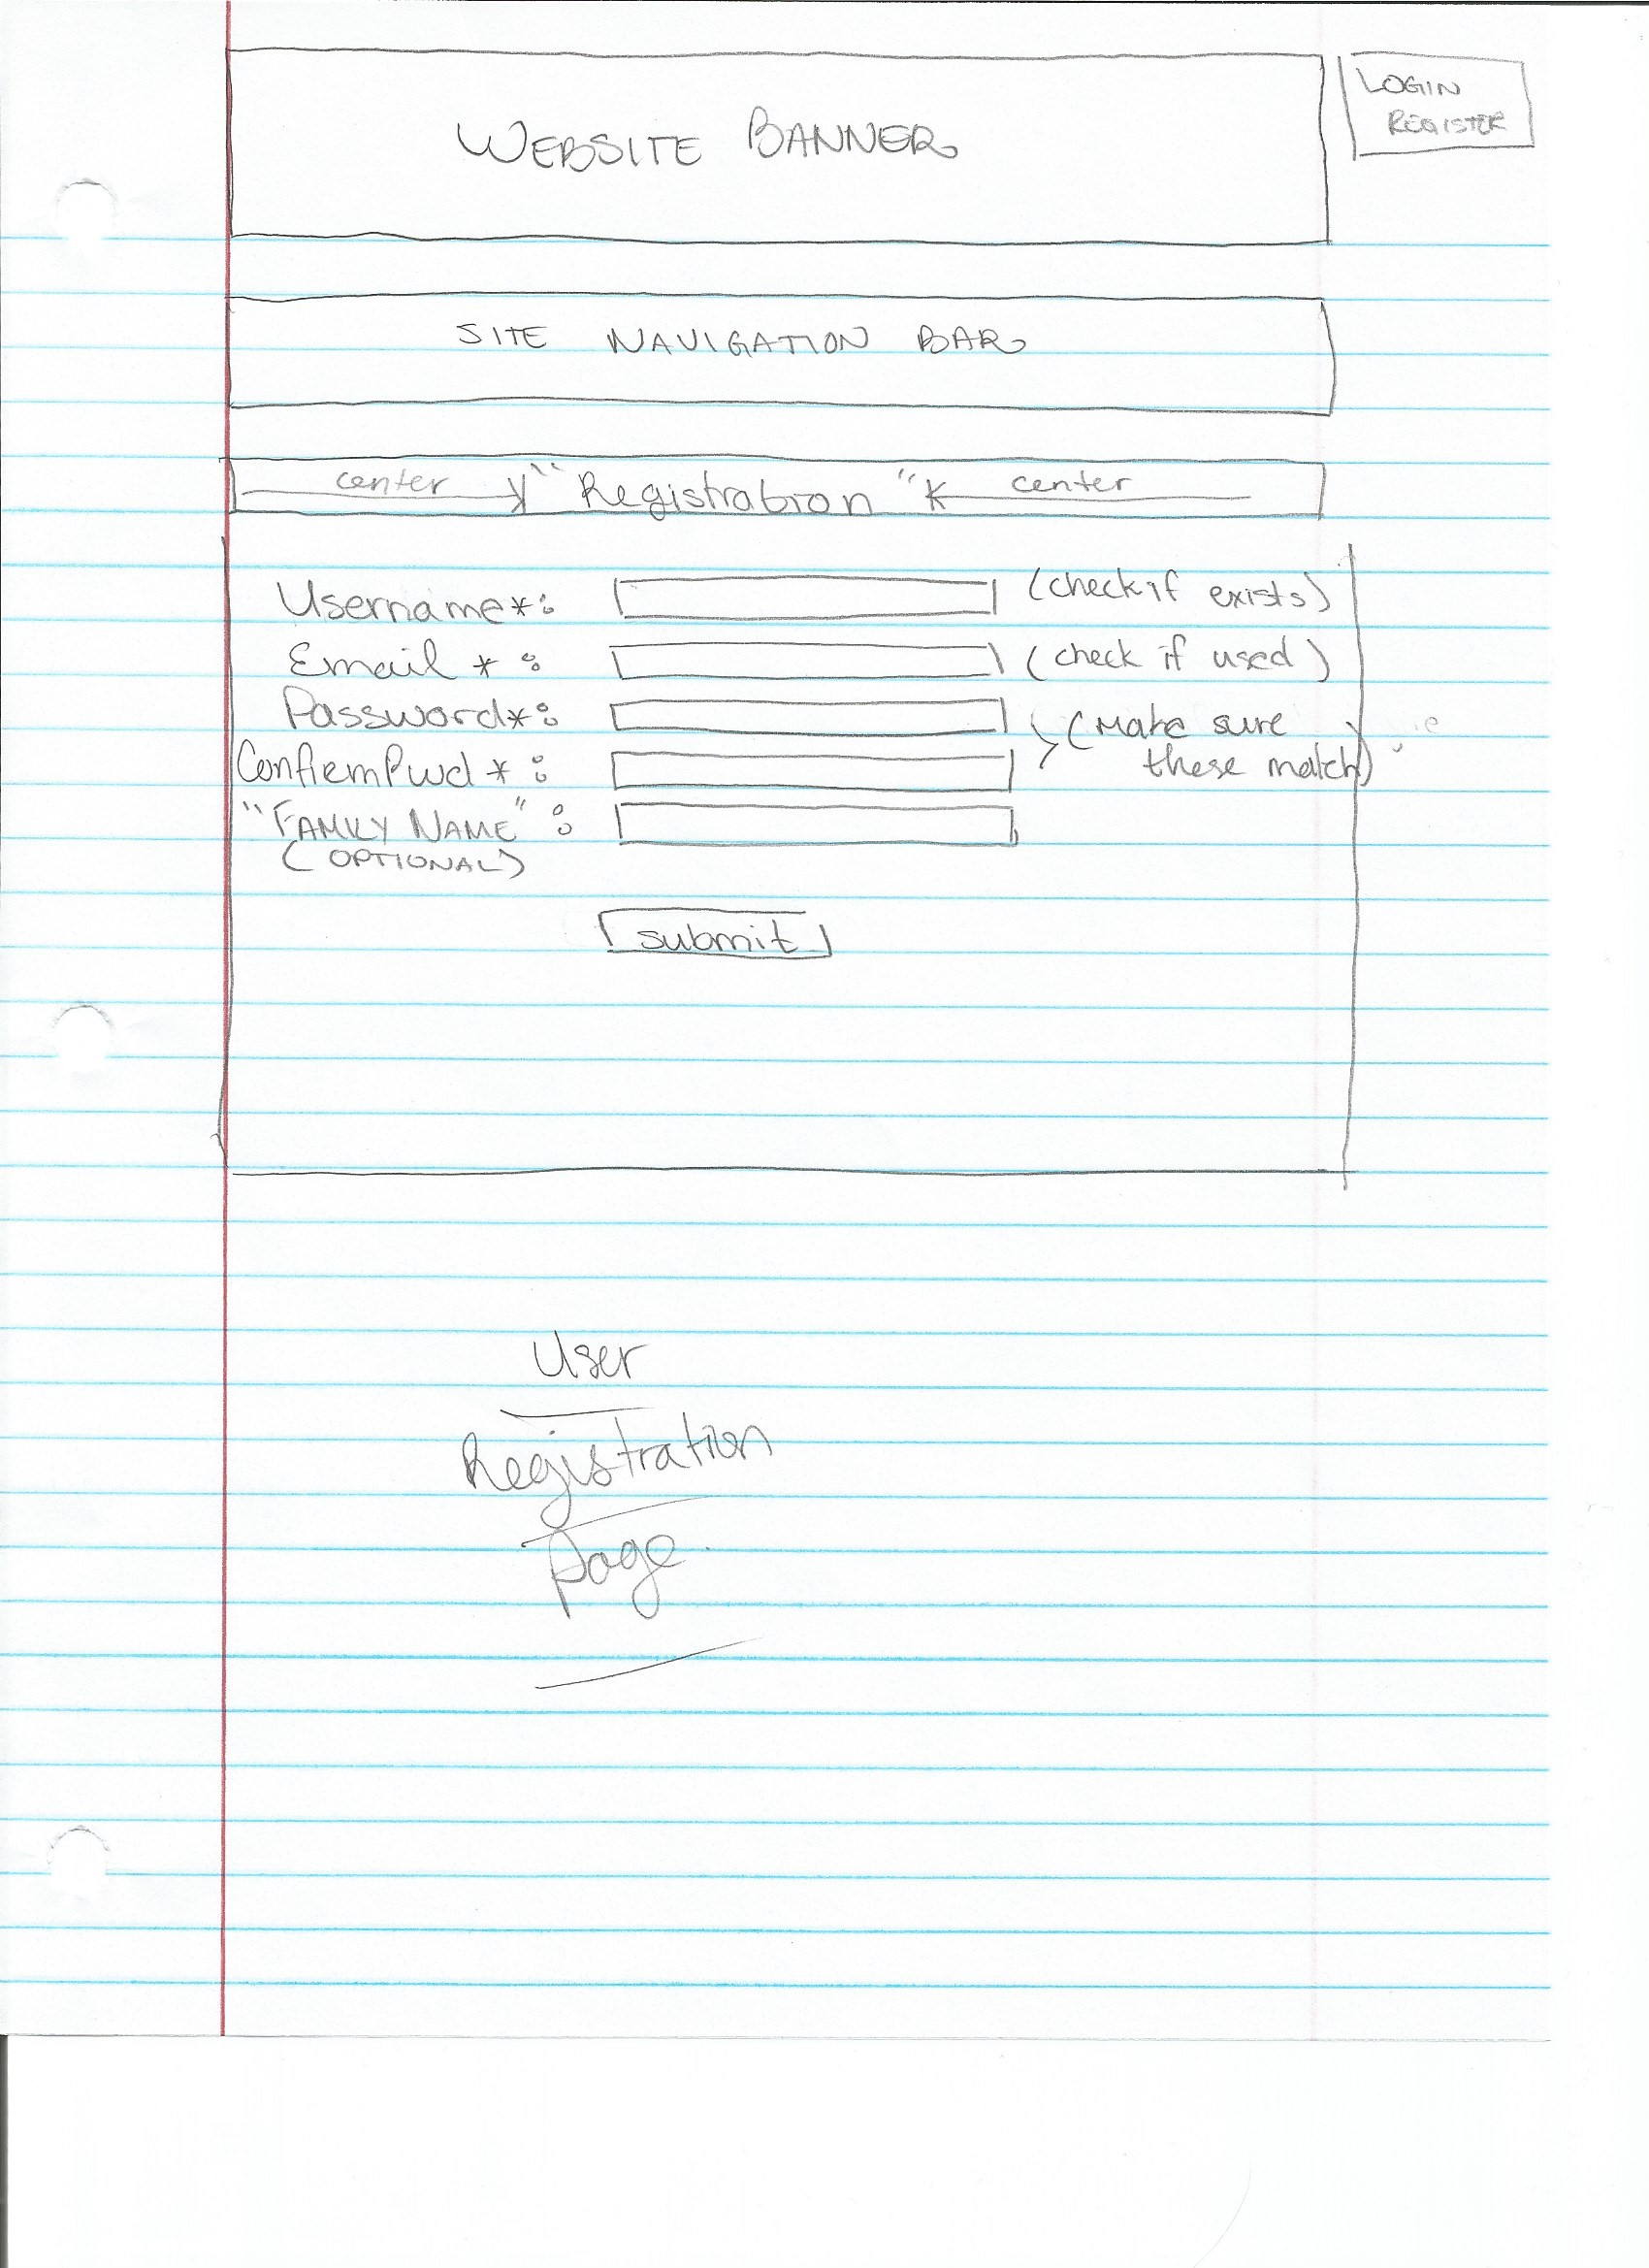 WEBSITE BANNER
LOGIN
REGISTER
SITE NAVIGATION BAR
center "Registration" center
Username*: (check if exists)
Email * : (check if used)
Password*: (Make sure
ConfiemPwd * : these match)
"FAMILY NAME" :
(OPTIONAL)
submit
User
Registration
page.